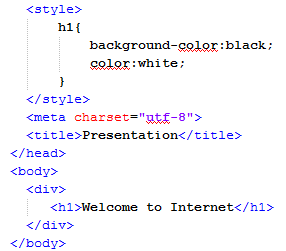 <style>
h1{
background-color:black;
color:white;
}
</style>
<meta charset="utf-8">
<title>Presentation</title>
</head>
<body>
<div>
<h1>Welcome to Internet</h1>
</div>
</body>